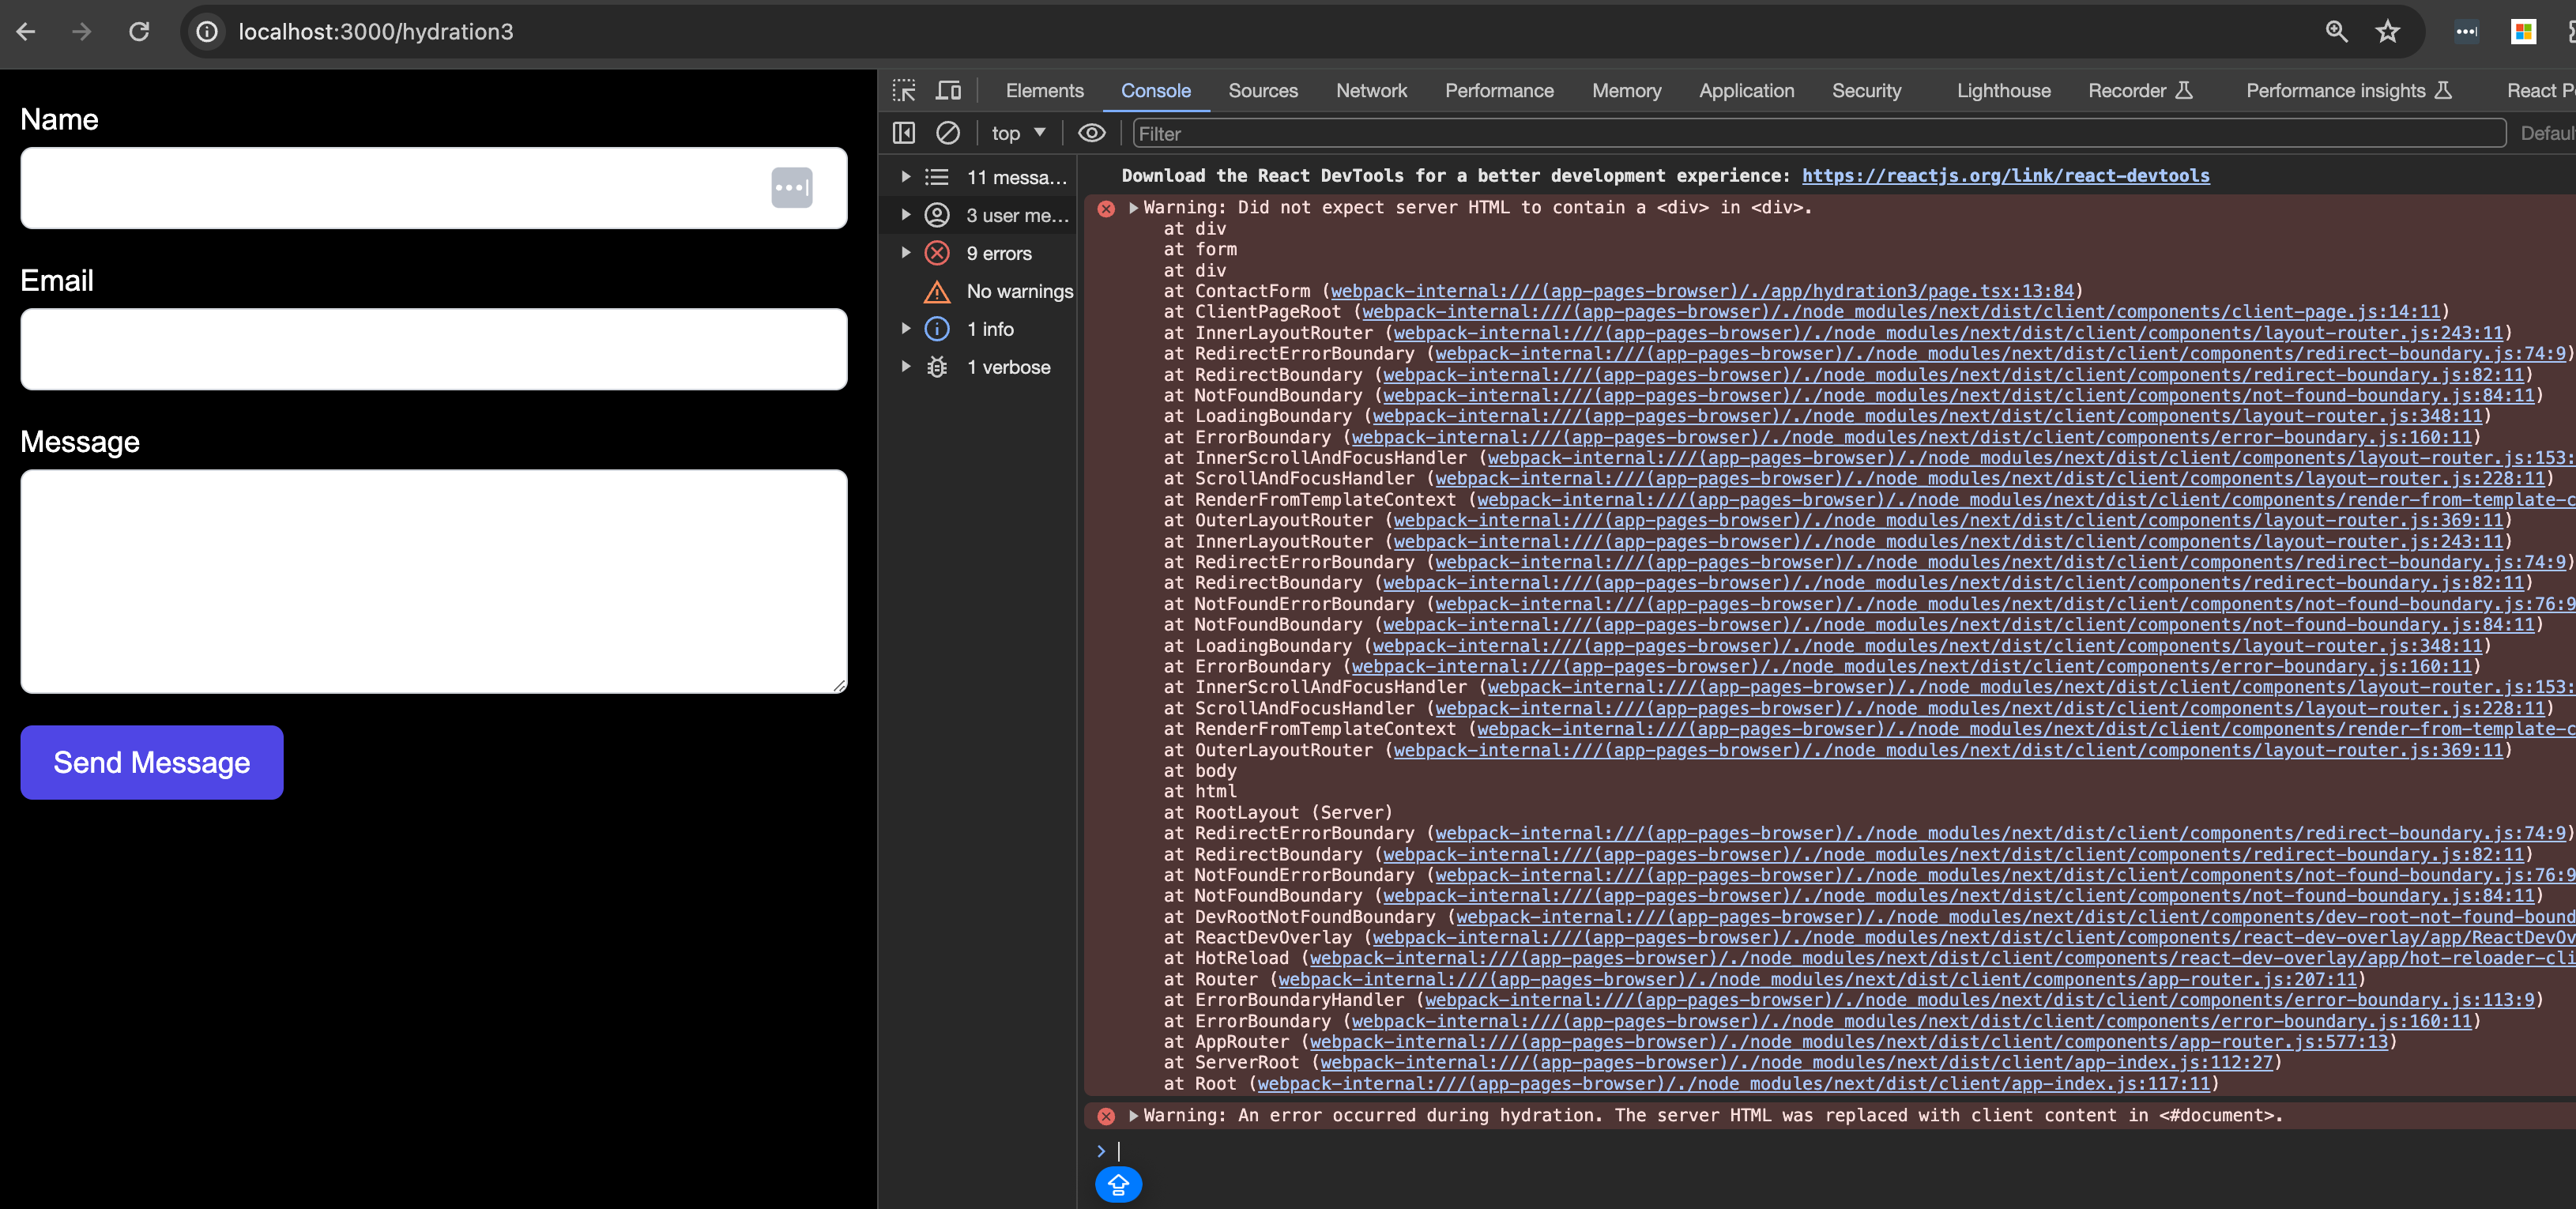 localhost:3000/hydration3
Elements Console Sources Network Performance Memory Application Security Lighthouse Recorder Performance insights React
top Filter
Name
Email
Message
Send Message
11 messa...
3 user me...
9 errors
No warnings
1 info
1 verbose
Download the React DevTools for a better development experience: https://reactjs.org/link/react-devtools
Warning: Did not expect server HTML to contain a <div> in <div>.
at div
at form
at div
at ContactForm (webpack-internal:///(app-pages-browser)/./app/hydration3/page.tsx:13:84)
at ClientPageRoot (webpack-internal:///(app-pages-browser)/./node_modules/next/dist/client/components/client-page.js:14:11)
at InnerLayoutRouter (webpack-internal:///(app-pages-browser)/./node_modules/next/dist/client/components/layout-router.js:243:11)
at RedirectErrorBoundary (webpack-internal:///(app-pages-browser)/./node_modules/next/dist/client/components/redirect-boundary.js:74:9)
at RedirectBoundary (webpack-internal:///(app-pages-browser)/./node_modules/next/dist/client/components/redirect-boundary.js:82:11)
at NotFoundBoundary (webpack-internal:///(app-pages-browser)/./node_modules/next/dist/client/components/not-found-boundary.js:84:11)
at LoadingBoundary (webpack-internal:///(app-pages-browser)/./node_modules/next/dist/client/components/layout-router.js:348:11)
at ErrorBoundary (webpack-internal:///(app-pages-browser)/./node_modules/next/dist/client/components/error-boundary.js:160:11)
at InnerScrollAndFocusHandler (webpack-internal:///(app-pages-browser)/./node_modules/next/dist/client/components/layout-router.js:153:
at ScrollAndFocusHandler (webpack-internal:///(app-pages-browser)/./node_modules/next/dist/client/components/layout-router.js:228:11)
at RenderFromTemplateContext (webpack-internal:///(app-pages-browser)/./node_modules/next/dist/client/components/render-from-template-c
at OuterLayoutRouter (webpack-internal:///(app-pages-browser)/./node_modules/next/dist/client/components/layout-router.js:369:11)
at InnerLayoutRouter (webpack-internal:///(app-pages-browser)/./node_modules/next/dist/client/components/layout-router.js:243:11)
at RedirectErrorBoundary (webpack-internal:///(app-pages-browser)/./node_modules/next/dist/client/components/redirect-boundary.js:74:9)
at RedirectBoundary (webpack-internal:///(app-pages-browser)/./node_modules/next/dist/client/components/redirect-boundary.js:82:11)
at NotFoundErrorBoundary (webpack-internal:///(app-pages-browser)/./node_modules/next/dist/client/components/not-found-boundary.js:76:9
at NotFoundBoundary (webpack-internal:///(app-pages-browser)/./node_modules/next/dist/client/components/not-found-boundary.js:84:11)
at LoadingBoundary (webpack-internal:///(app-pages-browser)/./node_modules/next/dist/client/components/layout-router.js:348:11)
at ErrorBoundary (webpack-internal:///(app-pages-browser)/./node_modules/next/dist/client/components/error-boundary.js:160:11)
at InnerScrollAndFocusHandler (webpack-internal:///(app-pages-browser)/./node_modules/next/dist/client/components/layout-router.js:153:
at ScrollAndFocusHandler (webpack-internal:///(app-pages-browser)/./node_modules/next/dist/client/components/layout-router.js:228:11)
at RenderFromTemplateContext (webpack-internal:///(app-pages-browser)/./node_modules/next/dist/client/components/render-from-template-c
at OuterLayoutRouter (webpack-internal:///(app-pages-browser)/./node_modules/next/dist/client/components/layout-router.js:369:11)
at body
at html
at RootLayout (Server)
at RedirectErrorBoundary (webpack-internal:///(app-pages-browser)/./node_modules/next/dist/client/components/redirect-boundary.js:74:9)
at RedirectBoundary (webpack-internal:///(app-pages-browser)/./node_modules/next/dist/client/components/redirect-boundary.js:82:11)
at NotFoundErrorBoundary (webpack-internal:///(app-pages-browser)/./node_modules/next/dist/client/components/not-found-boundary.js:76:9
at NotFoundBoundary (webpack-internal:///(app-pages-browser)/./node_modules/next/dist/client/components/not-found-boundary.js:84:11)
at DevRootNotFoundBoundary (webpack-internal:///(app-pages-browser)/./node_modules/next/dist/client/components/dev-root-not-found-bound
at ReactDevOverlay (webpack-internal:///(app-pages-browser)/./node_modules/next/dist/client/components/react-dev-overlay/app/ReactDevOv
at HotReload (webpack-internal:///(app-pages-browser)/./node_modules/next/dist/client/components/react-dev-overlay/app/hot-reloader-cli
at Router (webpack-internal:///(app-pages-browser)/./node_modules/next/dist/client/components/app-router.js:207:11)
at ErrorBoundaryHandler (webpack-internal:///(app-pages-browser)/./node_modules/next/dist/client/components/error-boundary.js:113:9)
at ErrorBoundary (webpack-internal:///(app-pages-browser)/./node_modules/next/dist/client/components/error-boundary.js:160:11)
at AppRouter (webpack-internal:///(app-pages-browser)/./node_modules/next/dist/client/components/app-router.js:577:13)
at ServerRoot (webpack-internal:///(app-pages-browser)/./node_modules/next/dist/client/app-index.js:112:27)
at Root (webpack-internal:///(app-pages-browser)/./node_modules/next/dist/client/app-index.js:117:11)
Warning: An error occurred during hydration. The server HTML was replaced with client content in <#document>.